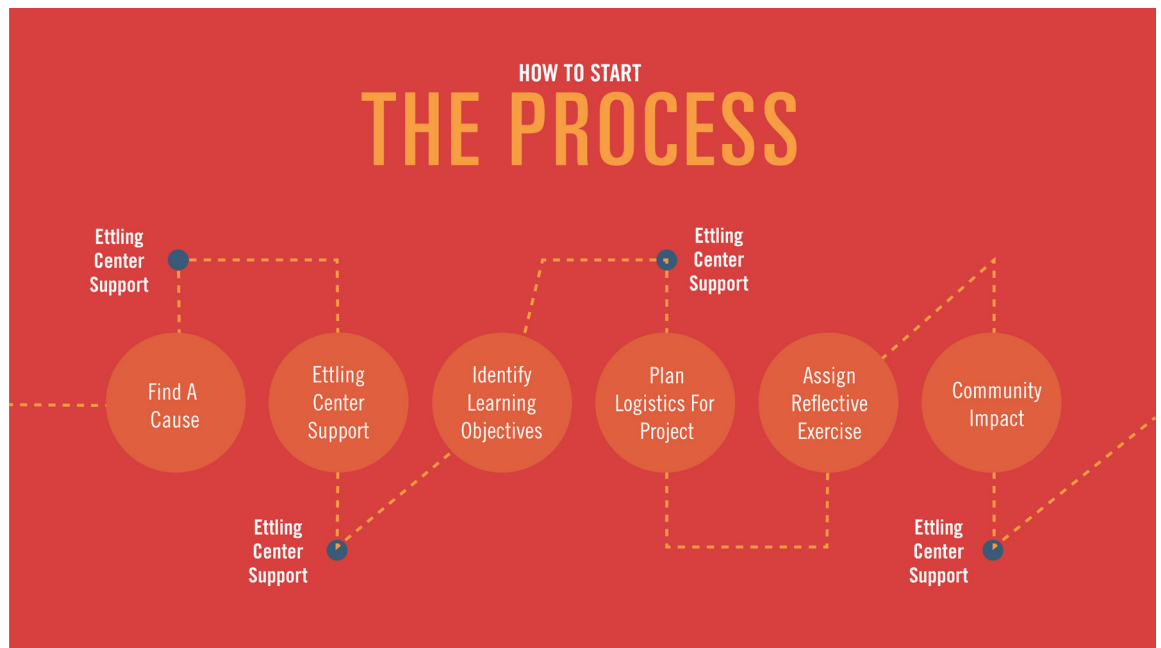 HOW TO START
THE PROCESS
Ettling
Center
Support
Ettling
Center
Support
Find A
Cause
Ettling
Center
Support
Identify
Learning
Objectives
Plan
Logistics For
Project
Assign
Reflective
Exercise
Community
Impact
Ettling
Center
Support
Ettling
Center
Support